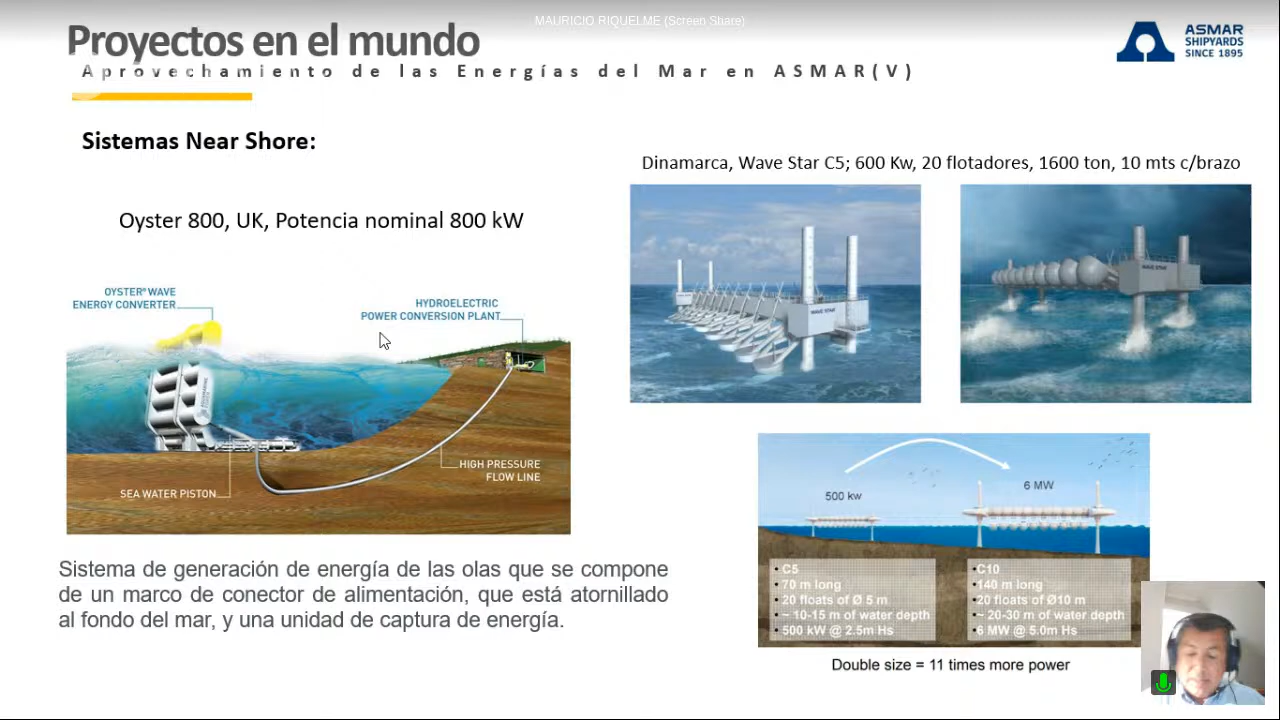 MAURICIO RIQUELME (Screen Share)
Proyectos en el mundo
Aprovechamiento de las Energías del Mar en ASMAR(V)
ASMAR
SHIPYARDS
SINCE 1895
Sistemas Near Shore:
Oyster 800, UK, Potencia nominal 800 kW
OYSTER® WAVE
ENERGY CONVERTER
HYDROELECTRIC
POWER CONVERSION PLANT
HIGH PRESSURE
FLOW LINE
SEA WATER PISTON
Sistema de generación de energía de las olas que se compone
de un marco de conector de alimentación, que está atornillado
al fondo del mar, y una unidad de captura de energía.
Dinamarca, Wave Star C5; 600 Kw, 20 flotadores, 1600 ton, 10 mts c/brazo
WAVE STAR
WAVE STAR
500 kw
6 MW
• C5
• 70 m long
• 20 floats of Ø 5 m
• ~ 10-15 m of water depth
• 500 kW @ 2.5m Hs
• C10
• 140 m long
• 20 floats of Ø10 m
• ~ 20-30 m of water depth
• 6 MW @ 5.0m Hs
Double size = 11 times more power